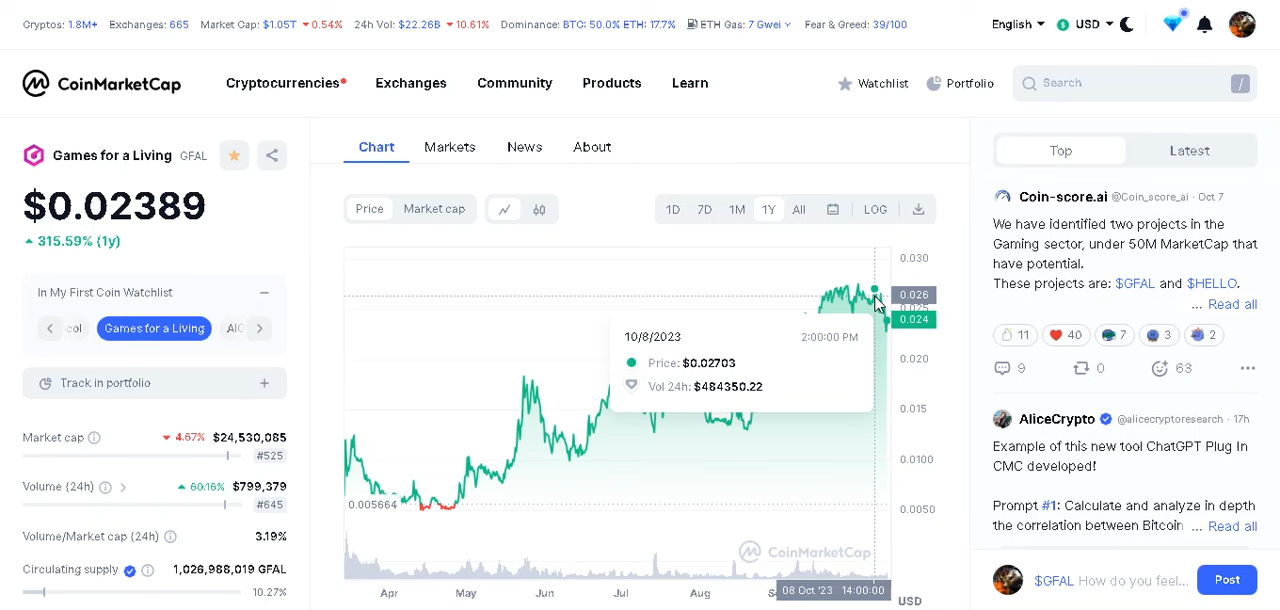 Cryptos: 1.8M+ Exchanges: 665 Market Cap: $1.05T 0.54% 24h Vol: $22.26B 10.61% Dominance: BTC: 50.0% ETH: 17.7% ETH Gas: 7 Gwei Fear & Greed: 39/100
English USD
CoinMarketCap
Cryptocurrencies Exchanges Community Products Learn
Watchlist Portfolio Search /
Games for a Living GFAL
$0.02389
315.59% (1y)
In My First Coin Watchlist
col Games for a Living
Track in portfolio
Market cap 4.67% $24,530,085
#525
Volume (24h) 60.16% $799,379
#645
Volume/Market cap (24h) 3.19%
Circulating supply 1,026,988,019 GFAL
10.27%
Chart Markets News About
Price Market cap
1D 7D 1M 1Y All LOG
0.030
0.026
0.025
0.024
0.020
0.015
0.0100
0.0050
10/8/2023 2:00:00 PM
Price: $0.02703
Vol 24h: $484350.22
0.005664
CoinMarketCap
Apr May Jun Jul Aug 08 Oct '23 14:00:00
USD
Top Latest
Coin-score.ai @Coin_score_ai · Oct 7
We have identified two projects in the
Gaming sector, under 50M MarketCap that
have potential.
These projects are: $GFAL and $HELLO.
... Read all
11 40 7 3 2
9 0 63
AliceCrypto @alicecryptoresearch · 17h
Example of this new tool ChatGPT Plug In
CMC developed!
Prompt #1: Calculate and analyze in depth
the correlation between Bitcoin ... Read all
$GFAL How do you feel... Post